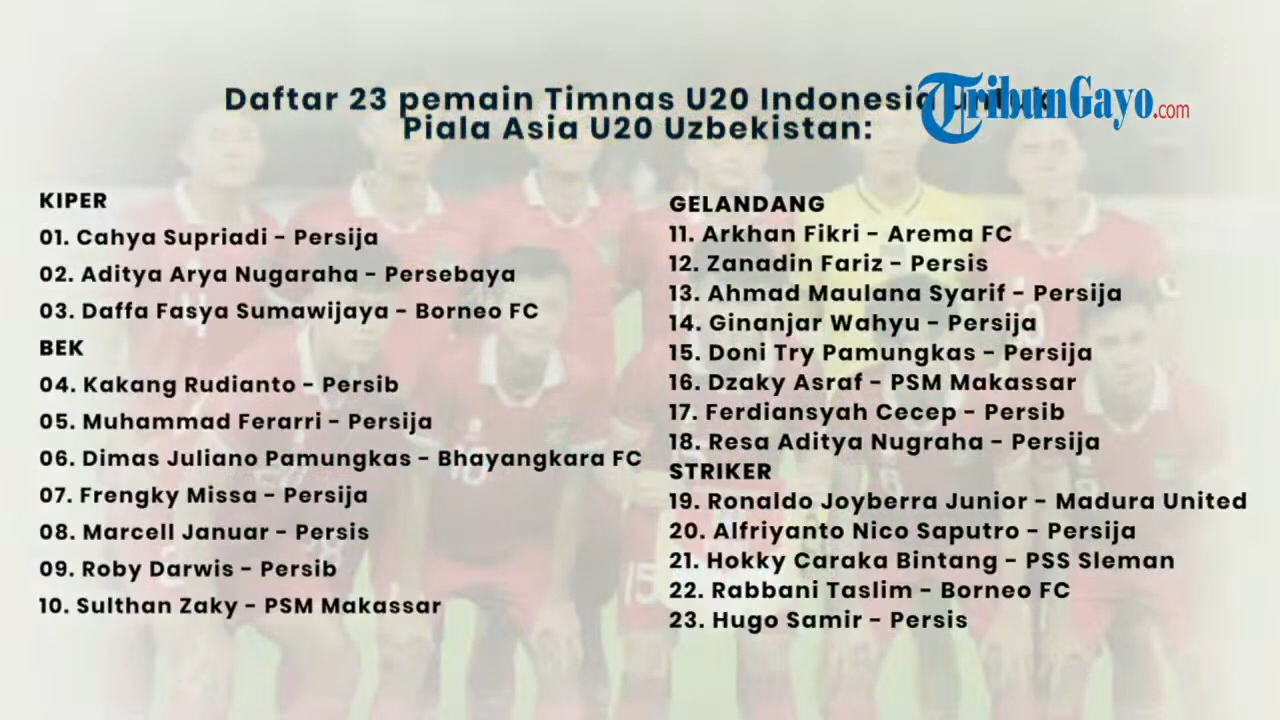 Daftar 23 pemain Timnas U20 Indonesia untuk
Piala Asia U20 Uzbekistan:
TribunGayo.com
KIPER
01. Cahya Supriadi - Persija
02. Aditya Arya Nugaraha - Persebaya
03. Daffa Fasya Sumawijaya - Borneo FC
BEK
04. Kakang Rudianto - Persib
05. Muhammad Ferarri - Persija
06. Dimas Juliano Pamungkas - Bhayangkara FC
07. Frengky Missa - Persija
08. Marcell Januar - Persis
09. Roby Darwis - Persib
10. Sulthan Zaky - PSM Makassar
GELANDANG
11. Arkhan Fikri - Arema FC
12. Zanadin Fariz - Persis
13. Ahmad Maulana Syarif - Persija
14. Ginanjar Wahyu - Persija
15. Doni Try Pamungkas - Persija
16. Dzaky Asraf - PSM Makassar
17. Ferdiansyah Cecep - Persib
18. Resa Aditya Nugraha - Persija
STRIKER
19. Ronaldo Joyberra Junior - Madura United
20. Alfriyanto Nico Saputro - Persija
21. Hokky Caraka Bintang - PSS Sleman
22. Rabbani Taslim - Borneo FC
23. Hugo Samir - Persis